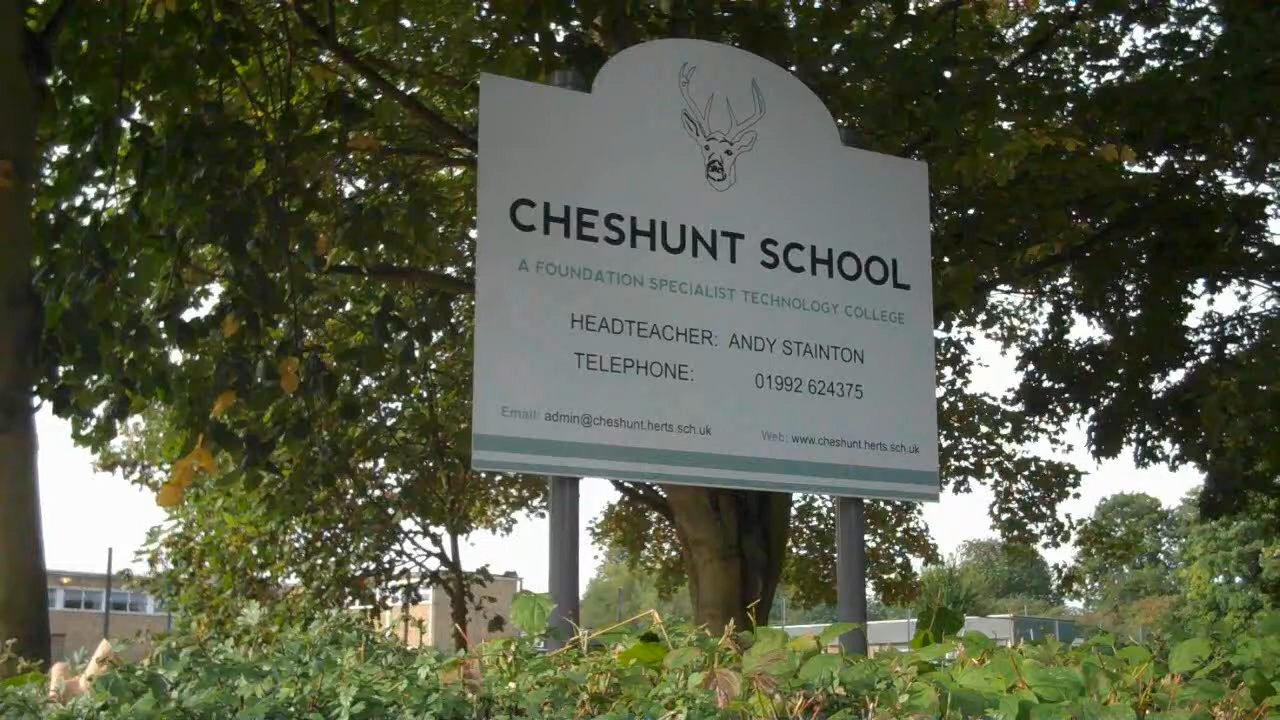 CHESHUNT SCHOOL
A FOUNDATION SPECIALIST TECHNOLOGY COLLEGE
HEADTEACHER: ANDY STAINTON
TELEPHONE: 01992 624375
Email: admin@cheshunt.herts.sch.uk Web: www.cheshunt.herts.sch.uk